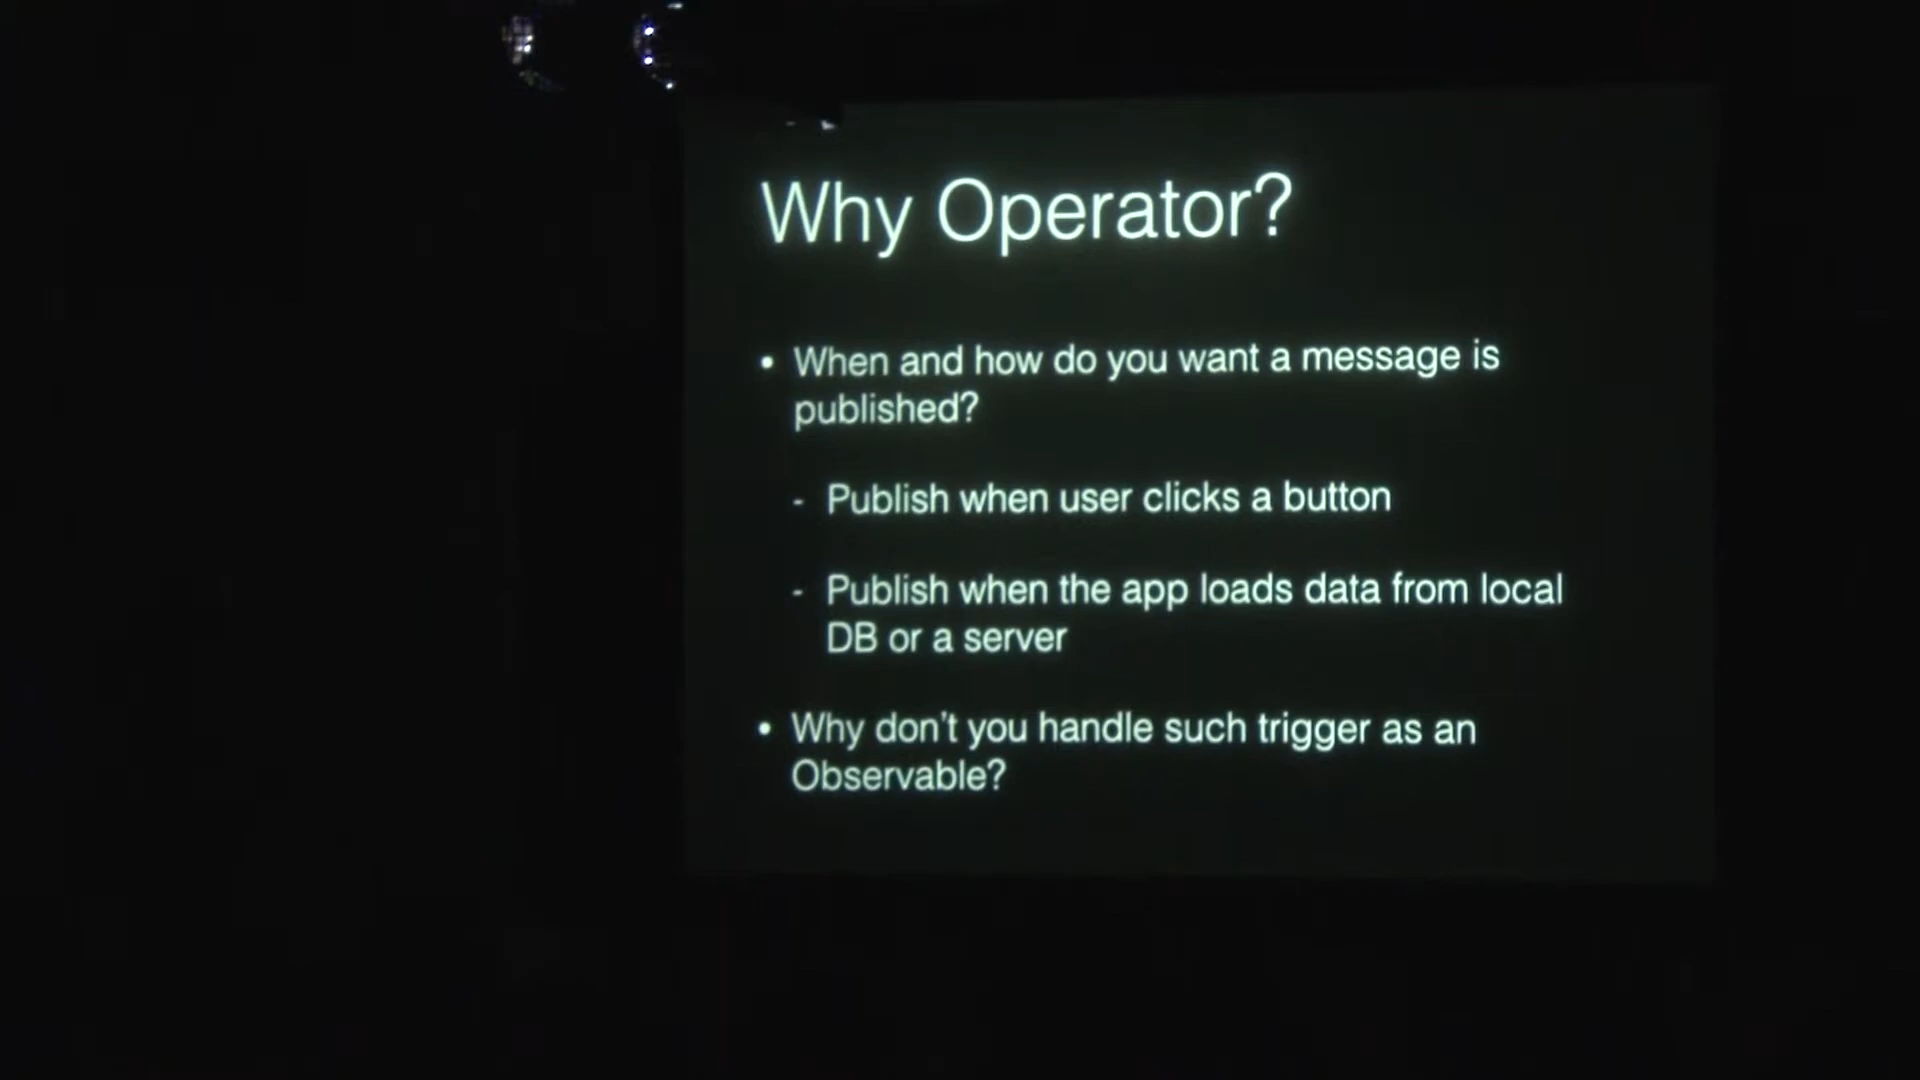 Why Operator?
• When and how do you want a message is
published?
- Publish when user clicks a button
- Publish when the app loads data from local
DB or a server
• Why don't you handle such trigger as an
Observable?